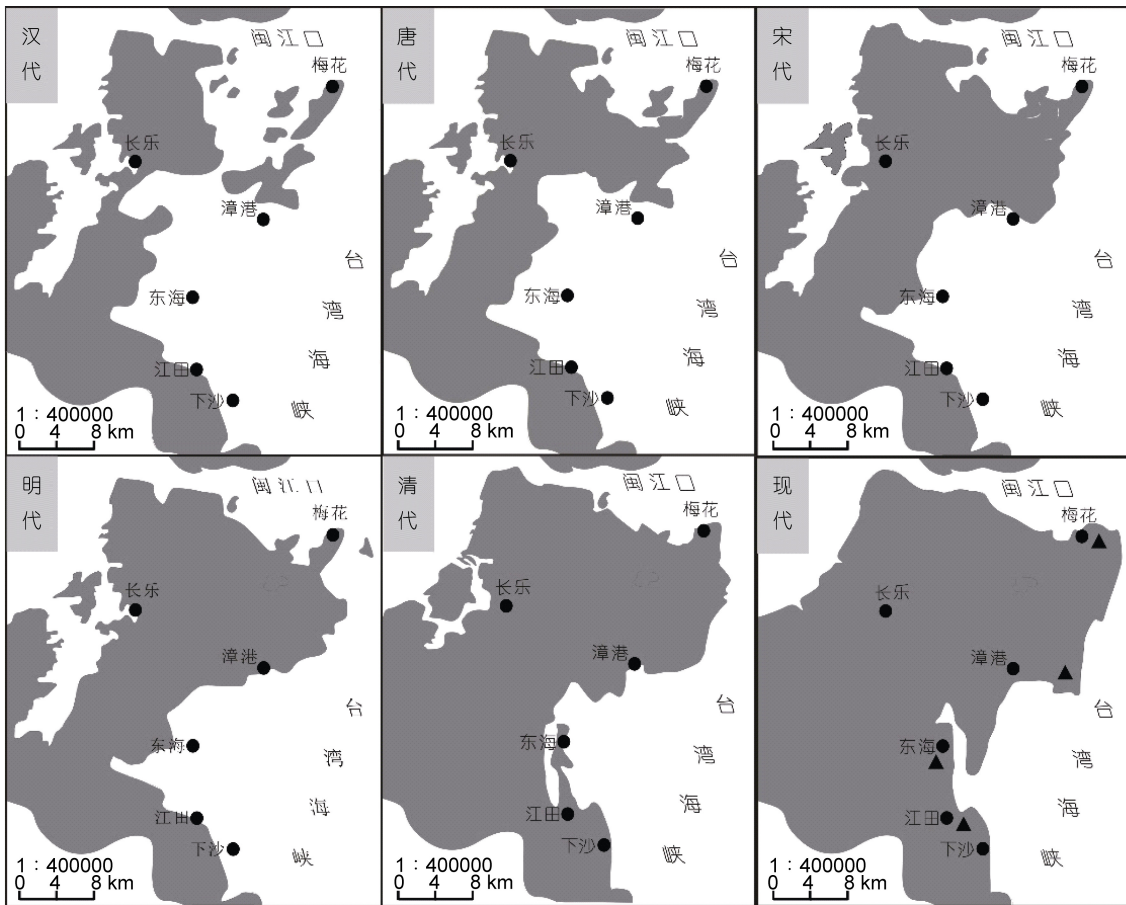 汉代
闽江口
梅花
长乐
漳港
台湾海峡
东海
江田
下沙
1：400000
0 4 8 km
唐代
闽江口
梅花
长乐
漳港
台湾海峡
东海
江田
下沙
1：400000
0 4 8 km
宋代
闽江口
梅花
长乐
漳港
台湾海峡
东海
江田
下沙
1：400000
0 4 8 km
明代
闽江口
梅花
长乐
漳港
台湾海峡
东海
江田
下沙
1：400000
0 4 8 km
清代
闽江口
梅花
长乐
漳港
台湾海峡
东海
江田
下沙
1：400000
0 4 8 km
现代
闽江口
梅花
长乐
漳港
台湾海峡
东海
江田
下沙
1：400000
0 4 8 km